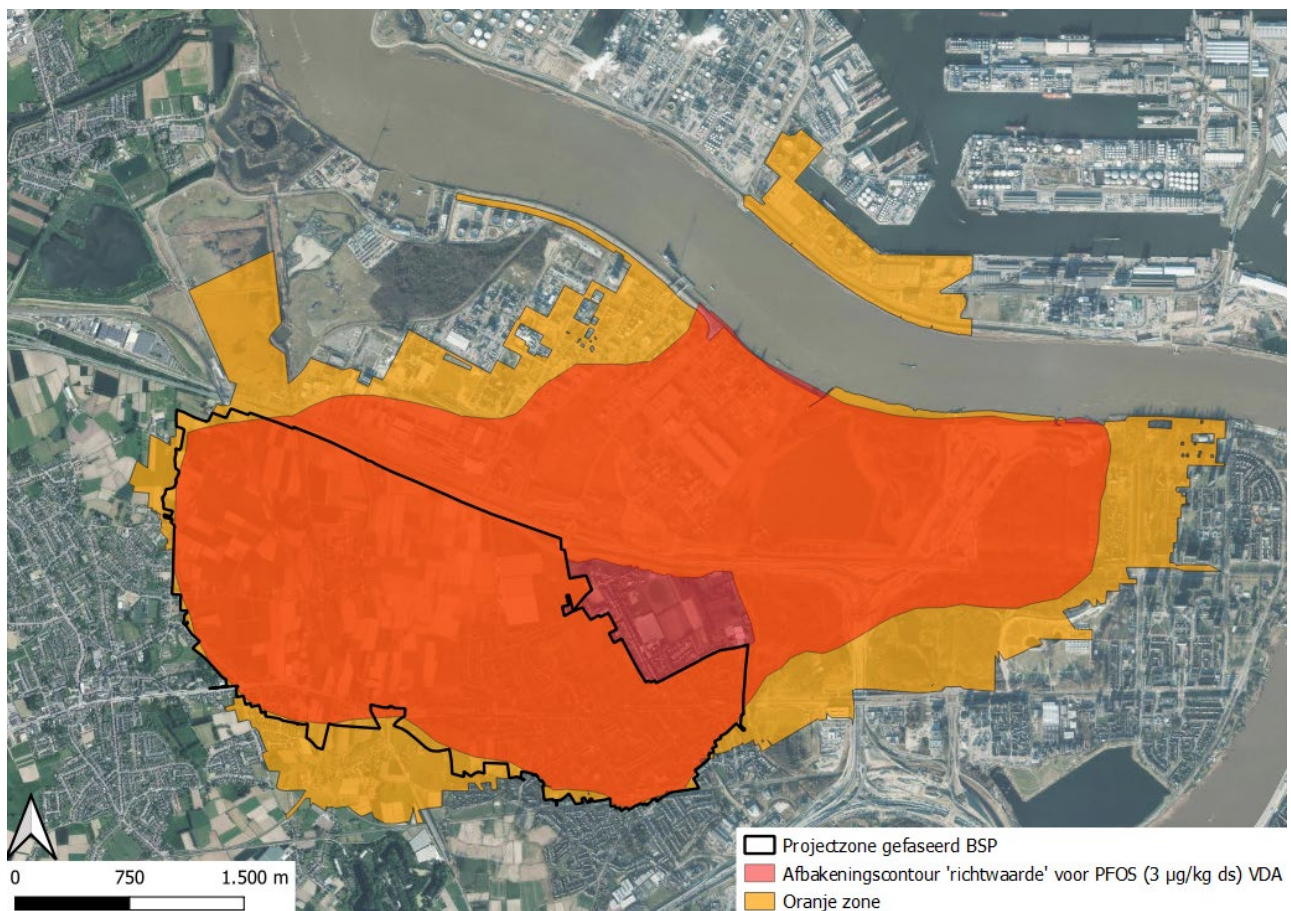 0 750 1.500 m
Projectzone gefaseerd BSP
Afbakeningscontour 'richtwaarde' voor PFOS (3 µg/kg ds) VDA
Oranje zone